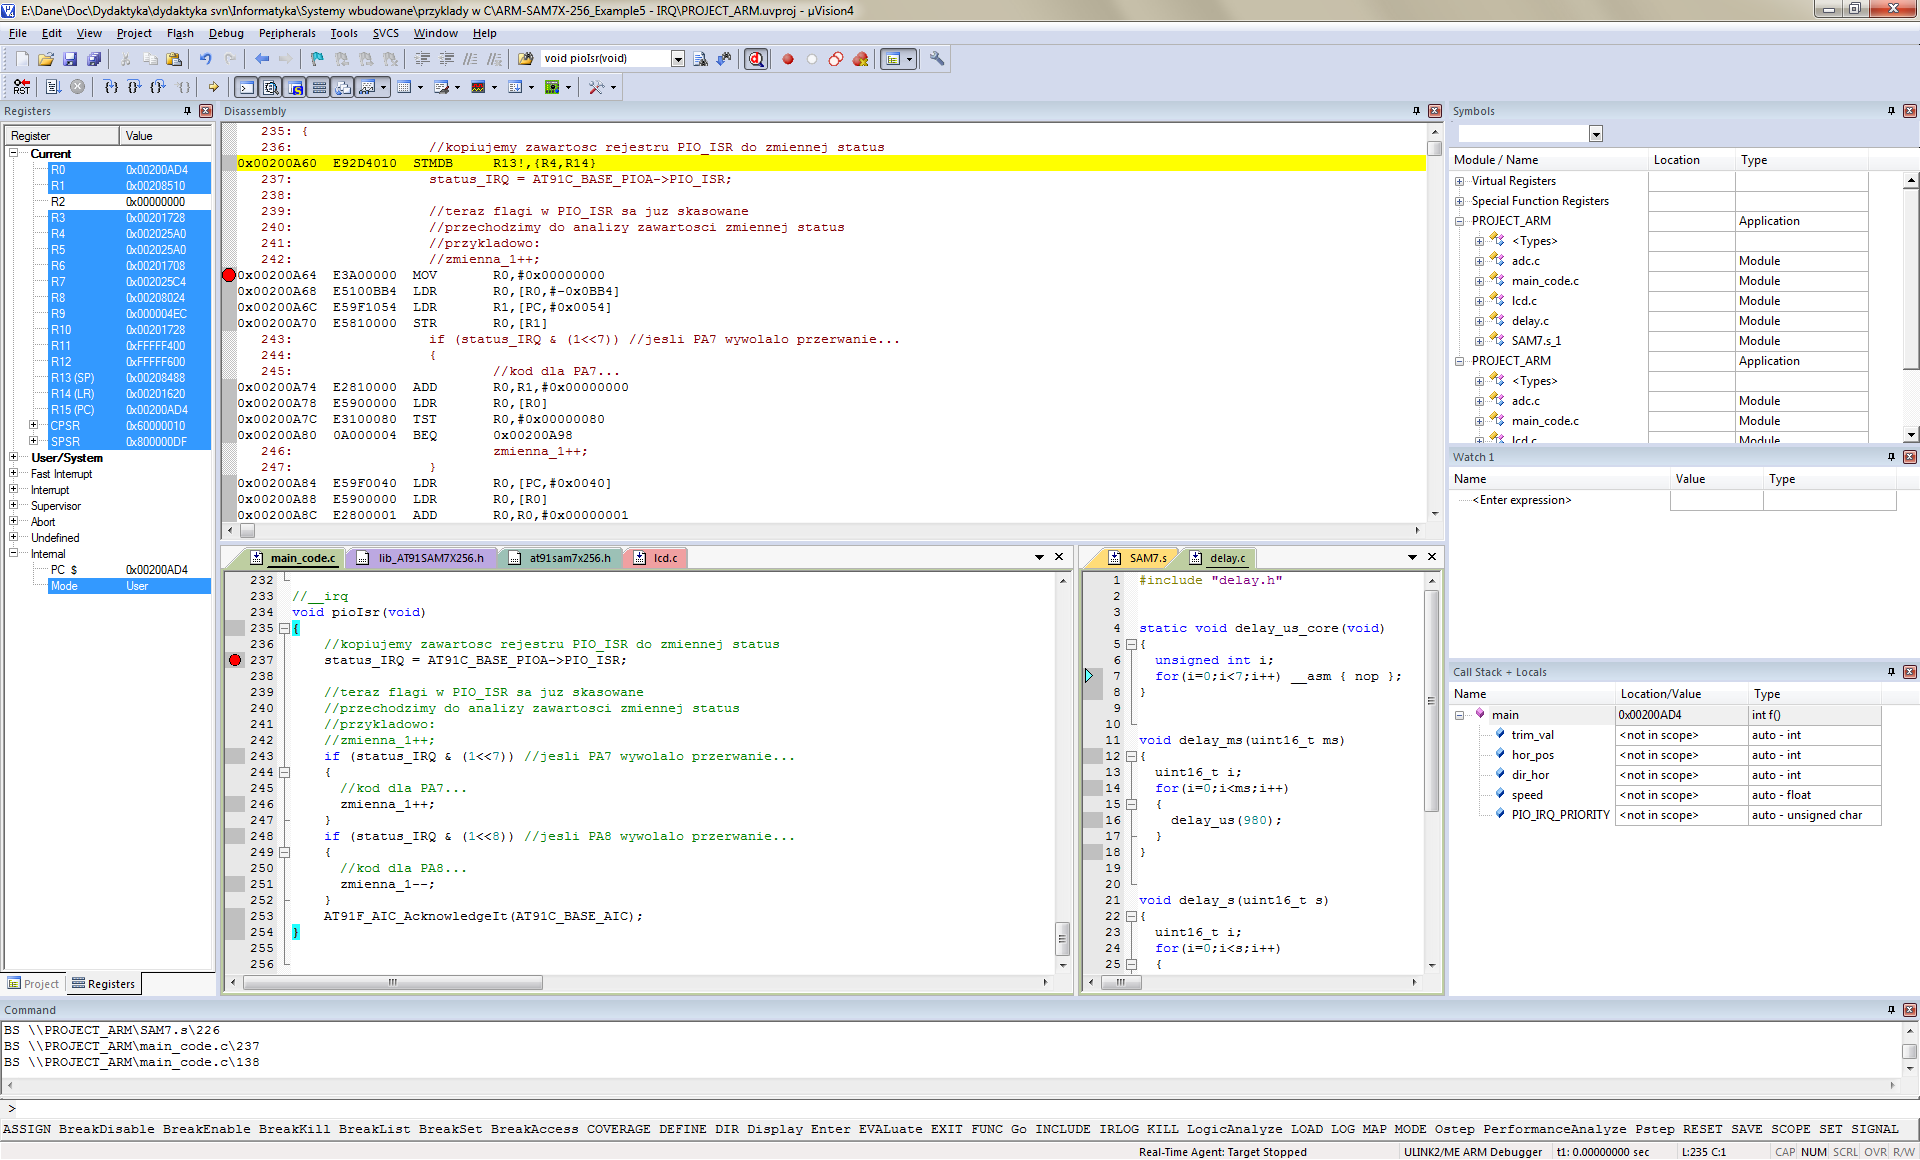 E:\Dane\Doc\Dydaktyka\dydaktyka svn\Informatyka\Systemy wbudowane\przyklady w C\ARM-SAM7X-256_Example5 - IRQ\PROJECT_ARM.uvproj - µVision4
File Edit View Project Flash Debug Peripherals Tools SVCS Window Help
void pioIsr(void)
RST
Registers
Register Value
Current
R0 0x00200AD4
R1 0x00208510
R2 0x00000000
R3 0x00201728
R4 0x002025A0
R5 0x002025A0
R6 0x00201708
R7 0x002025C4
R8 0x00208024
R9 0x000004EC
R10 0x00201728
R11 0xFFFFF400
R12 0xFFFFF600
R13 (SP) 0x00208488
R14 (LR) 0x00201620
R15 (PC) 0x00200AD4
CPSR 0x60000010
SPSR 0x800000DF
User/System
Fast Interrupt
Interrupt
Supervisor
Abort
Undefined
Internal
PC $ 0x00200AD4
Mode User
Project Registers
Disassembly
235: {
236: //kopiujemy zawartosc rejestru PIO_ISR do zmiennej status
0x00200A60 E92D4010 STMDB R13!,{R4,R14}
237: status_IRQ = AT91C_BASE_PIOA->PIO_ISR;
238:
239: //teraz flagi w PIO_ISR sa juz skasowane
240: //przechodzimy do analizy zawartosci zmiennej status
241: //przykladowo:
242: //zmienna_1++;
0x00200A64 E3A00000 MOV R0,#0x00000000
0x00200A68 E5100BB4 LDR R0,[R0,#-0x0BB4]
0x00200A6C E59F1054 LDR R1,[PC,#0x0054]
0x00200A70 E5810000 STR R0,[R1]
243: if (status_IRQ & (1<<7)) //jesli PA7 wywolalo przerwanie...
244: {
245: //kod dla PA7...
0x00200A74 E2810000 ADD R0,R1,#0x00000000
0x00200A78 E5900000 LDR R0,[R0]
0x00200A7C E3100080 TST R0,#0x00000080
0x00200A80 0A000004 BEQ 0x00200A98
246: zmienna_1++;
247: }
0x00200A84 E59F0040 LDR R0,[PC,#0x0040]
0x00200A88 E5900000 LDR R0,[R0]
0x00200A8C E2800001 ADD R0,R0,#0x00000001
main_code.c lib_AT91SAM7X256.h at91sam7x256.h lcd.c
232
233 //__irq
234 void pioIsr(void)
235 {
236 //kopiujemy zawartosc rejestru PIO_ISR do zmiennej status
237 status_IRQ = AT91C_BASE_PIOA->PIO_ISR;
238
239 //teraz flagi w PIO_ISR sa juz skasowane
240 //przechodzimy do analizy zawartosci zmiennej status
241 //przykladowo:
242 //zmienna_1++;
243 if (status_IRQ & (1<<7)) //jesli PA7 wywolalo przerwanie...
244 {
245 //kod dla PA7...
246 zmienna_1++;
247 }
248 if (status_IRQ & (1<<8)) //jesli PA8 wywolalo przerwanie...
249 {
250 //kod dla PA8...
251 zmienna_1--;
252 }
253 AT91F_AIC_AcknowledgeIt(AT91C_BASE_AIC);
254 }
255
256
SAM7.s delay.c
1 #include "delay.h"
2
3
4 static void delay_us_core(void)
5 {
6 unsigned int i;
7 for(i=0;i<7;i++) __asm { nop };
8 }
9
10
11 void delay_ms(uint16_t ms)
12 {
13 uint16_t i;
14 for(i=0;i<ms;i++)
15 {
16 delay_us(980);
17 }
18 }
19
20
21 void delay_s(uint16_t s)
22 {
23 uint16_t i;
24 for(i=0;i<s;i++)
25 {
Symbols
Module / Name Location Type
Virtual Registers
Special Function Registers
PROJECT_ARM Application
<Types>
adc.c Module
main_code.c Module
lcd.c Module
delay.c Module
SAM7.s_1 Module
PROJECT_ARM Application
<Types>
adc.c Module
main_code.c Module
lcd.c Module
Watch 1
Name Value Type
<Enter expression>
Call Stack + Locals
Name Location/Value Type
main 0x00200AD4 int f()
trim_val <not in scope> auto - int
hor_pos <not in scope> auto - int
dir_hor <not in scope> auto - int
speed <not in scope> auto - float
PIO_IRQ_PRIORITY <not in scope> auto - unsigned char
Command
BS \\PROJECT_ARM\SAM7.s\226
BS \\PROJECT_ARM\main_code.c\237
BS \\PROJECT_ARM\main_code.c\138
>
ASSIGN BreakDisable BreakEnable BreakKill BreakList BreakSet BreakAccess COVERAGE DEFINE DIR Display Enter EVALuate EXIT FUNC Go INCLUDE IRLOG KILL LogicAnalyze LOAD LOG MAP MODE Ostep PerformanceAnalyze Pstep RESET SAVE SCOPE SET SIGNAL
Real-Time Agent: Target Stopped ULINK2/ME ARM Debugger t1: 0.00000000 sec L:235 C:1 CAP NUM SCRL OVR R/W